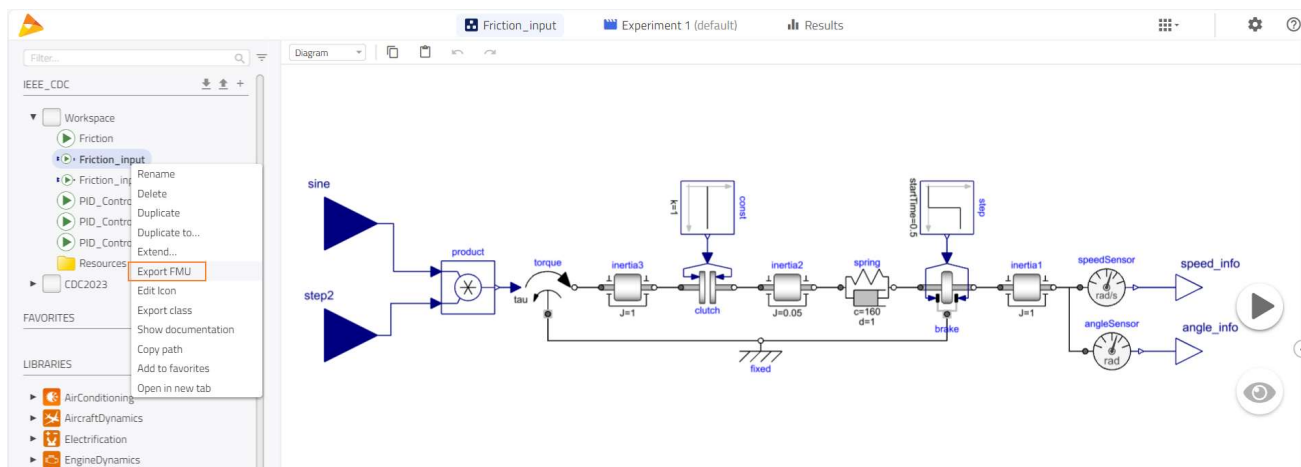 Friction_input
Experiment 1 (default)
Results
Filter...
Diagram
IEEE_CDC
Workspace
Friction
Friction_input
Friction_inp
PID_Contro
PID_Contro
PID_Contro
Resources
CDC2023
FAVORITES
LIBRARIES
AirConditioning
AircraftDynamics
Electrification
EngineDynamics
Rename
Delete
Duplicate
Duplicate to...
Extend...
Export FMU
Edit Icon
Export class
Show documentation
Copy path
Add to favorites
Open in new tab
sine
step2
product
torque
tau
inertia3
J=1
k=1
const
clutch
inertia2
J=0.05
spring
c=160
d=1
startTime=0.5
step
brake
inertia1
J=1
fixed
speedSensor
rad/s
speed_info
angleSensor
rad
angle_info